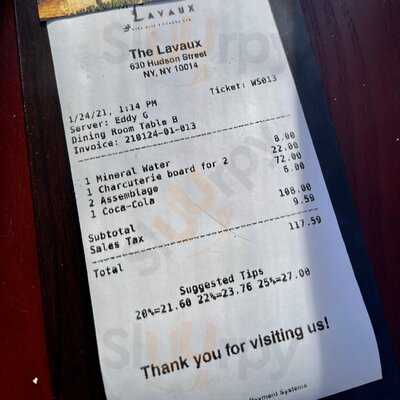 LAVAUX
The Lavaux
630 Hudson Street
NY, NY 10014
Ticket: WS013
1/24/21, 1:14 PM
Server: Eddy G
Dining Room Table B
Invoice: 210124-01-013
1 Mineral Water 8.00
1 Charcuterie board for 2 22.00
2 Assemblage 72.00
1 Coca-Cola 6.00
Subtotal 108.00
Sales Tax 9.59
Total 117.59
Suggested Tips
20%=21.60 22%=23.76 25%=27.00
Thank you for visiting us!
Payment Systems